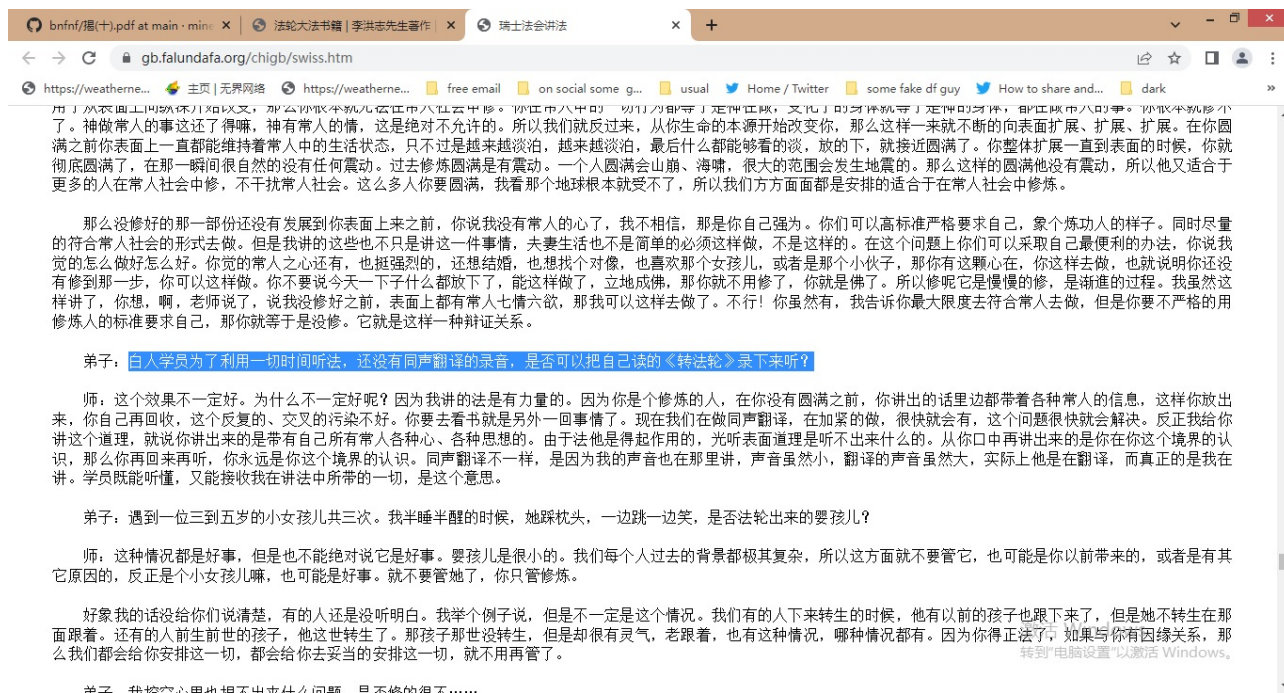 bnfnf/揭(十).pdf at main · mine
法轮大法书籍 | 李洪志先生著作 |
瑞士法会讲法
gb.falundafa.org/chigb/swiss.htm
https://weatherne...
主页 | 无界网络
https://weatherne...
free email
on social some g...
usual
Home / Twitter
some fake df guy
How to share and...
dark
»
了。神做常人的事这还了得嘛，神有常人的情，这是绝对不允许的。所以我们就反过来，从你生命的本源开始改变你，那么这样一来就不断的向表面扩展、扩展、扩展。在你圆
满之前你表面上一直都能维持着常人中的生活状态，只不过是越来越淡泊，越来越淡泊，最后什么都能够看的淡，放的下，就接近圆满了。你整体扩展一直到表面的时候，你就
彻底圆满了，在那一瞬间很自然的没有任何震动。过去修炼圆满是有震动。一个人圆满会山崩、海啸，很大的范围会发生地震的。那么这样的圆满他没有震动，所以他又适合于
更多的人在常人社会中修，不干扰常人社会。这么多人你要圆满，我看那个地球根本就受不了，所以我们方方面面都是安排的适合于在常人社会中修炼。
那么没修好的那一部份还没有发展到你表面上来之前，你说我没有常人的心了，我不相信，那是你自己强为。你们可以高标准严格要求自己，象个炼功人的样子。同时尽量
的符合常人社会的形式去做。但是我讲的这些也不只是讲这一件事情，夫妻生活也不是简单的必须这样做，不是这样的。在这个问题上你们可以采取自己最便利的办法，你说我
觉的怎么做好怎么好。你觉的常人之心还有，也挺强烈的，还想结婚，也想找个对像，也喜欢那个女孩儿，或者是那个小伙子，那你有这颗心在，你这样去做，也就说明你还没
有修到那一步，你可以这样做。你不要说今天一下子什么都放下了，能这样做了，立地成佛，那你就不用修了，你就是佛了。所以修呢它是慢慢的修，是渐進的过程。我虽然这
样讲了，你想，啊，老师说了，说我没修好之前，表面上都有常人七情六欲，那我可以这样去做了。不行！你虽然有，我告诉你最大限度去符合常人去做，但是你要不严格的用
修炼人的标准要求自己，那你就等于是没修。它就是这样一种辩证关系。
弟子：白人学员为了利用一切时间听法，还没有同声翻译的录音，是否可以把自己读的《转法轮》录下来听？
师：这个效果不一定好。为什么不一定好呢？因为我讲的法是有力量的。因为你是个修炼的人，在你没有圆满之前，你讲出的话里边都带着各种常人的信息，这样你放出
来，你自己再回收，这个反复的、交叉的污染不好。你要去看书就是另外一回事情了。现在我们在做同声翻译，在加紧的做，很快就会有，这个问题很快就会解决。反正我给你
讲这个道理，就说你讲出来的是带有自己所有常人各种心、各种思想的。由于法他是得起作用的，光听表面道理是听不出来什么的。从你口中再讲出来的是你在你这个境界的认
识，那么你再回来再听，你永远是你这个境界的认识。同声翻译不一样，是因为我的声音也在那里讲，声音虽然小，翻译的声音虽然大，实际上他是在翻译，而真正的是我在
讲。学员既能听懂，又能接收我在讲法中所带的一切，是这个意思。
弟子：遇到一位三到五岁的小女孩儿共三次。我半睡半醒的时候，她踩枕头，一边跳一边笑，是否法轮出来的婴孩儿？
师：这种情况都是好事，但是也不能绝对说它是好事。婴孩儿是很小的。我们每个人过去的背景都极其复杂，所以这方面就不要管它，也可能是你以前带来的，或者是有其
它原因的，反正是个小女孩儿嘛，也可能是好事。就不要管她了，你只管修炼。
好象我的话没给你们说清楚，有的人还是没听明白。我举个例子说，但是不一定是这个情况。我们有的人下来转生的时候，他有以前的孩子也跟下来了，但是她不转生在那
面跟着。还有的人前生前世的孩子，他这世转生了。那孩子那世没转生，但是却很有灵气，老跟着，也有这种情况，哪种情况都有。因为你得正法了，如果与你有因缘关系，那
么我们都会给你安排这一切，都会给你去妥当的安排这一切，就不用再管了。
激活 Windows
转到"电脑设置"以激活 Windows。